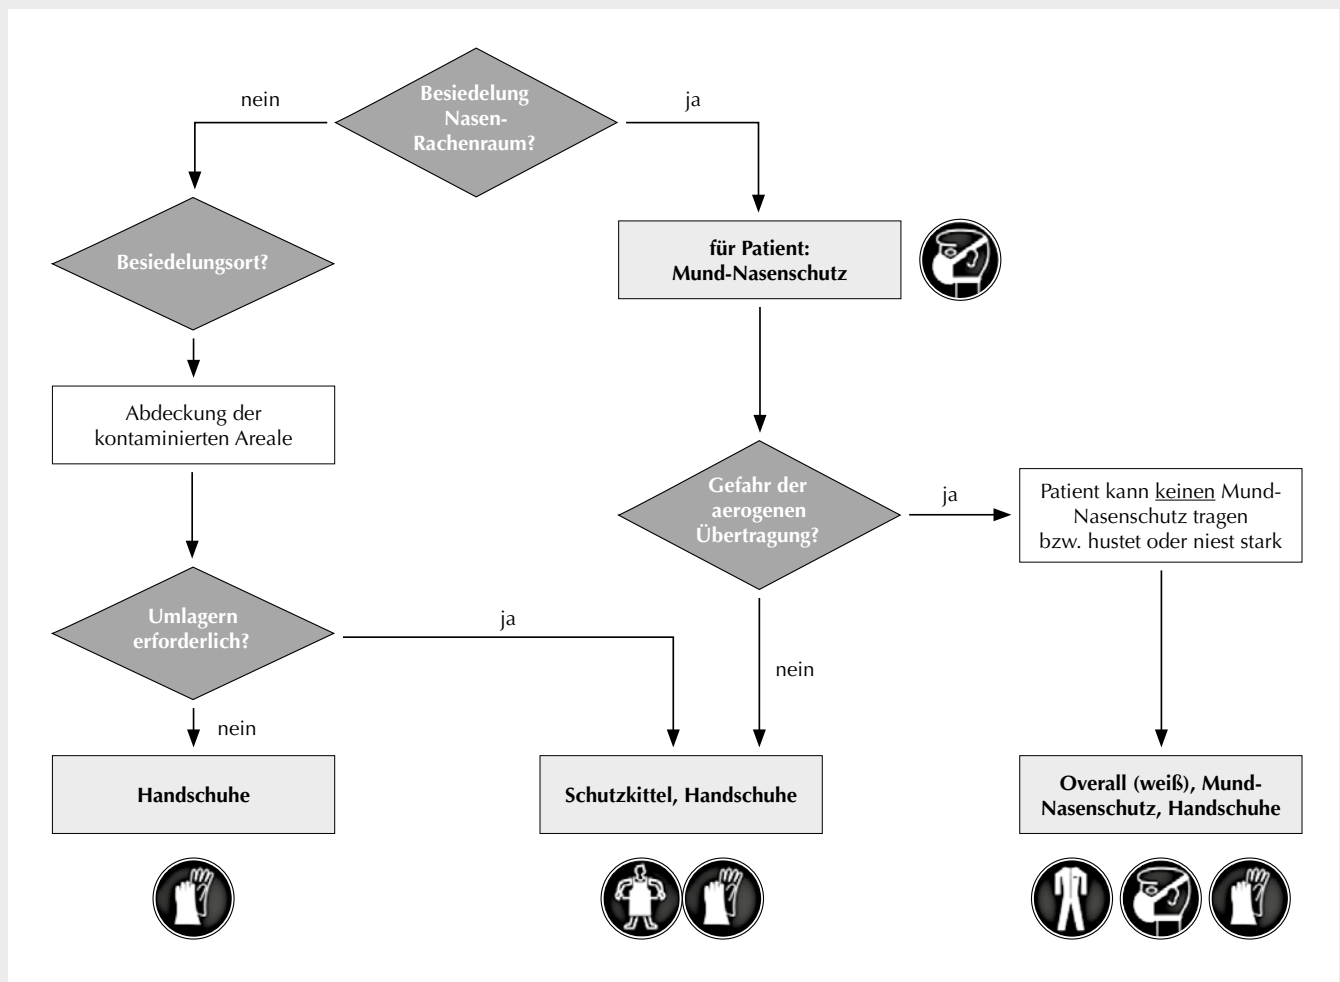 Besiedelung
Nasen-
Rachenraum?
nein
ja
Besiedelungsort?
für Patient:
Mund-Nasenschutz
Abdeckung der
kontaminierten Areale
Gefahr der
aerogenen
Übertragung?
ja
Patient kann keinen Mund-
Nasenschutz tragen
bzw. hustet oder niest stark
Umlagern
erforderlich?
ja
nein
nein
Handschuhe
Schutzkittel, Handschuhe
Overall (weiß), Mund-
Nasenschutz, Handschuhe